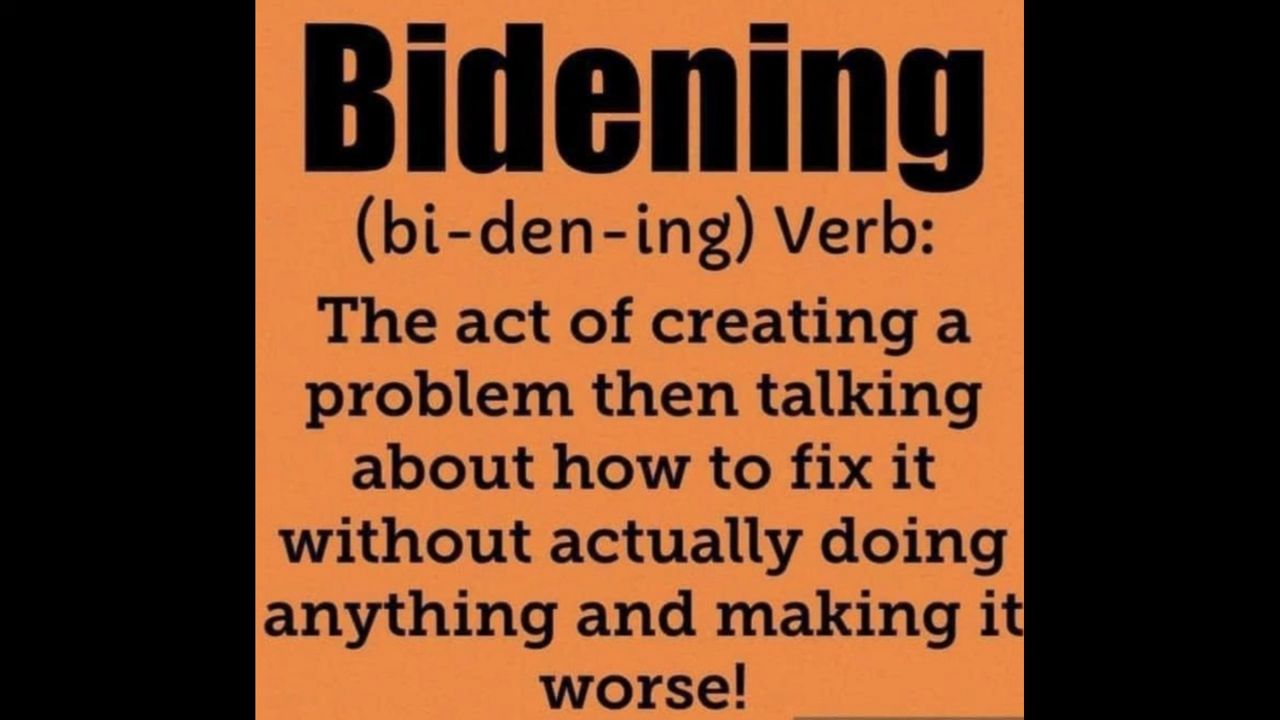 Bidening
(bi-den-ing) Verb:
The act of creating a
problem then talking
about how to fix it
without actually doing
anything and making it
worse!